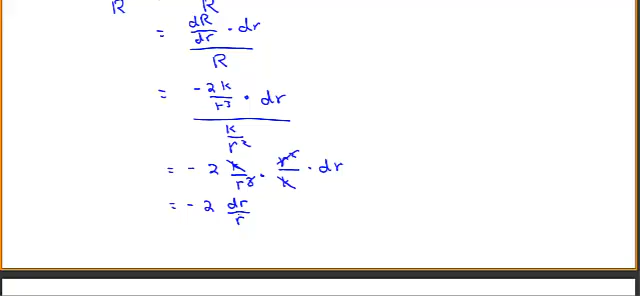 R R
= dR/dr · dr / R
= -2k/r³ · dr / k/r²
= -2 k/r³ · r²/k · dr
= -2 dr/r